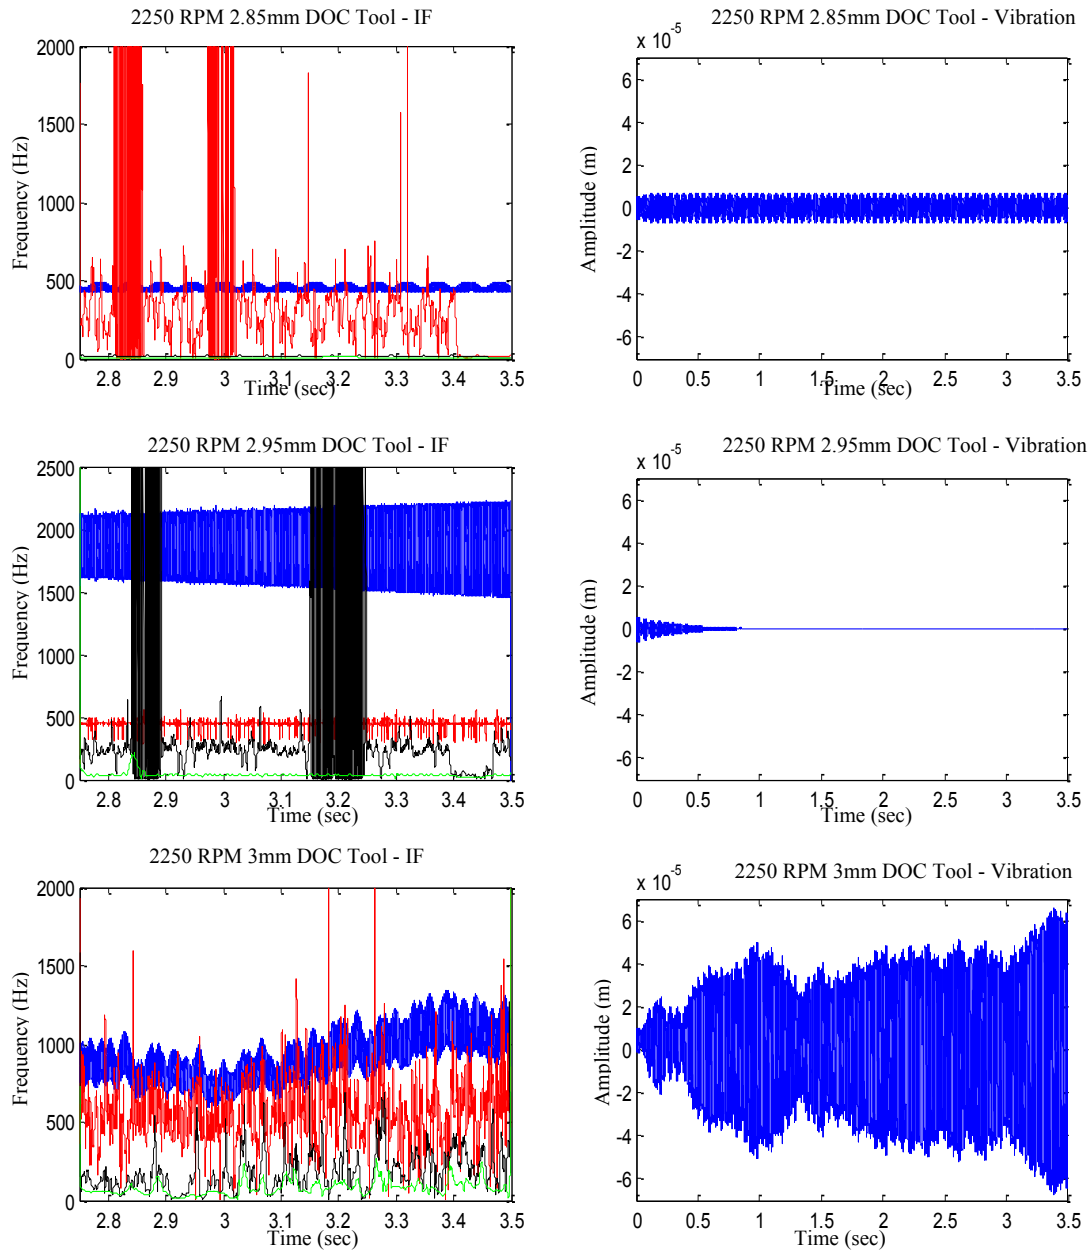 2250 RPM 2.85mm DOC Tool - IF
2000
1500
1000
500
0
Frequency (Hz)
2.8 2.9 3 3.1 3.2 3.3 3.4 3.5
Time (sec)
2250 RPM 2.85mm DOC Tool - Vibration
x 10-5
6
4
2
0
-2
-4
-6
Amplitude (m)
0 0.5 1 1.5 2 2.5 3 3.5
Time (sec)
2250 RPM 2.95mm DOC Tool - IF
2500
2000
1500
1000
500
0
Frequency (Hz)
2.8 2.9 3 3.1 3.2 3.3 3.4 3.5
Time (sec)
2250 RPM 2.95mm DOC Tool - Vibration
x 10-5
6
4
2
0
-2
-4
-6
Amplitude (m)
0 0.5 1 1.5 2 2.5 3 3.5
Time (sec)
2250 RPM 3mm DOC Tool - IF
2000
1500
1000
500
0
Frequency (Hz)
2.8 2.9 3 3.1 3.2 3.3 3.4 3.5
Time (sec)
2250 RPM 3mm DOC Tool - Vibration
x 10-5
6
4
2
0
-2
-4
-6
Amplitude (m)
0 0.5 1 1.5 2 2.5 3 3.5
Time (sec)